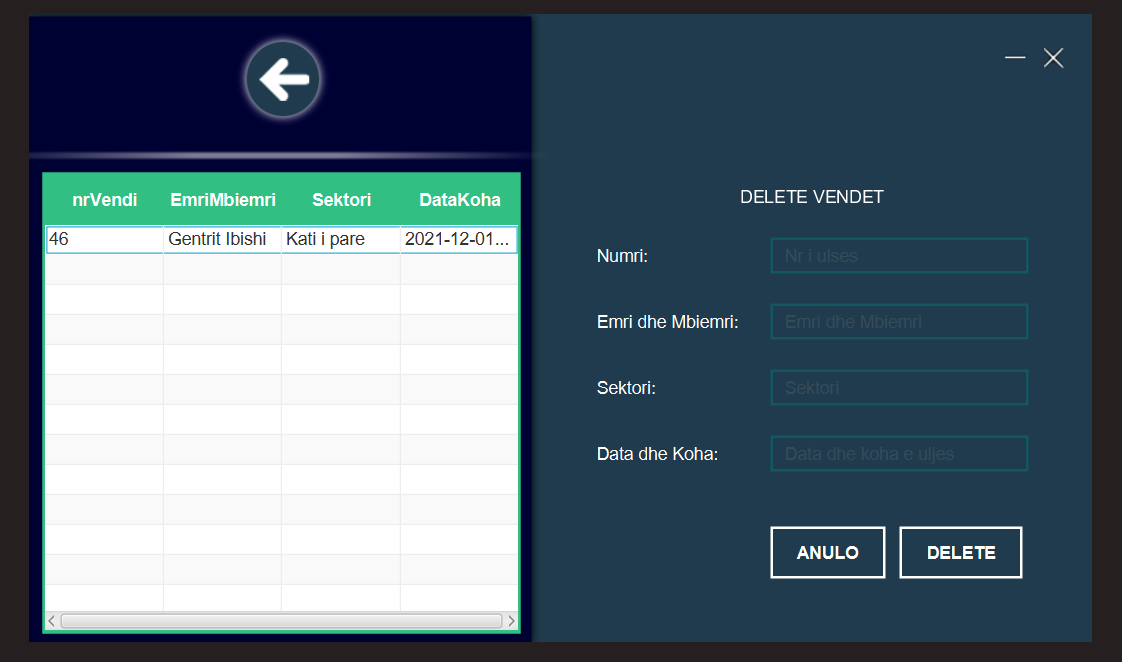 nrVendi EmriMbiemri Sektori DataKoha
46 Gentrit Ibishi Kati i pare 2021-12-01...
DELETE VENDET
Numri: Nr i ulses
Emri dhe Mbiemri: Emri dhe Mbiemri
Sektori: Sektori
Data dhe Koha: Data dhe koha e uljes
ANULO DELETE